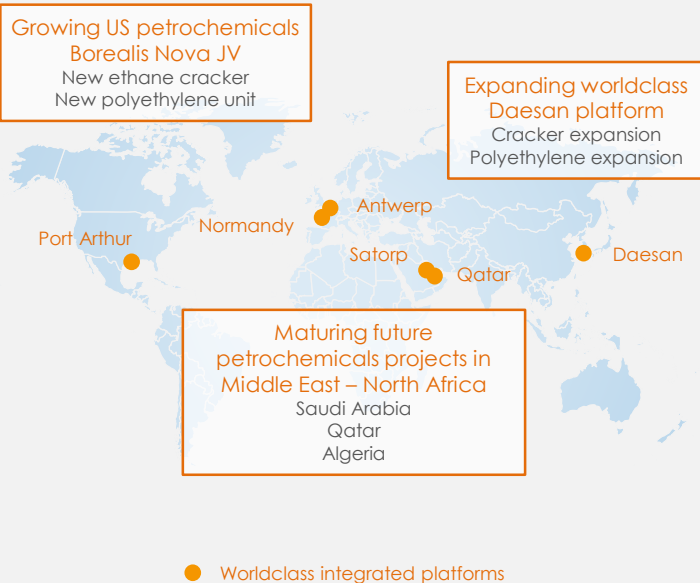 Growing US petrochemicals
Borealis Nova JV
New ethane cracker
New polyethylene unit
Expanding worldclass
Daesan platform
Cracker expansion
Polyethylene expansion
Antwerp
Normandy
Port Arthur
Satorp
Daesan
Qatar
Maturing future
petrochemicals projects in
Middle East – North Africa
Saudi Arabia
Qatar
Algeria
Worldclass integrated platforms